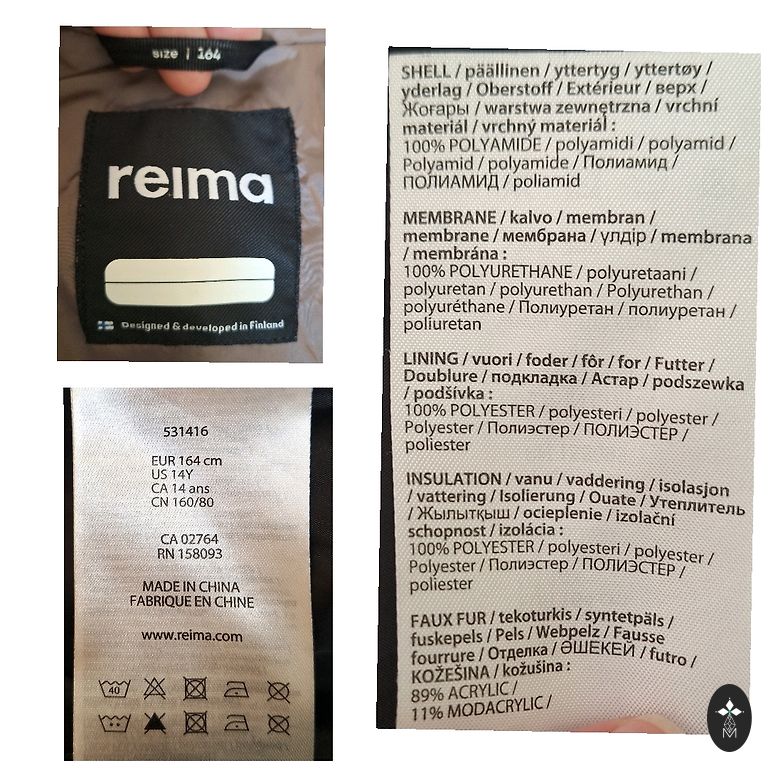 size | 164
reima
Designed & developed in Finland
531416
EUR 164 cm
US 14Y
CA 14 ans
CN 160/80
CA 02764
RN 158093
MADE IN CHINA
FABRIQUE EN CHINE
www.reima.com
40
SHELL / päällinen / yttertyg / yttertøy /
yderlag / Oberstoff / Extérieur / верх /
Жоғары / warstwa zewnętrzna / vrchní
materiál / vrchný materiál :
100% POLYAMIDE / polyamidi / polyamid /
Polyamid / polyamide / Полиамид /
ПОЛИАМИД / poliamid
MEMBRANE / kalvo / membran /
membrane / мембрана / үлдір / membrana
/ membrána :
100% POLYURETHANE / polyuretaani /
polyuretan / polyurethan / Polyurethan /
polyuréthane / Полиуретан / полиуретан /
poliuretan
LINING / vuori / foder / fôr / for / Futter /
Doublure / подкладка / Астар / podszewka
/ podšívka :
100% POLYESTER / polyesteri / polyester /
Polyester / Полиэстер / ПОЛИЭСТЕР /
poliester
INSULATION / vanu / vaddering / isolasjon
/ vattering / Isolierung / Ouate / Утеплитель
/ Жылытқыш / ocieplenie / izolační
schopnost / izolácia :
100% POLYESTER / polyesteri / polyester /
Polyester / Полиэстер / ПОЛИЭСТЕР /
poliester
FAUX FUR / tekoturkis / syntetpäls /
fuskepels / Pels / Webpelz / Fausse
fourrure / Отделка / ӘШЕКЕЙ / futro /
KOŽEŠINA / kožušina :
89% ACRYLIC /
11% MODACRYLIC /
M